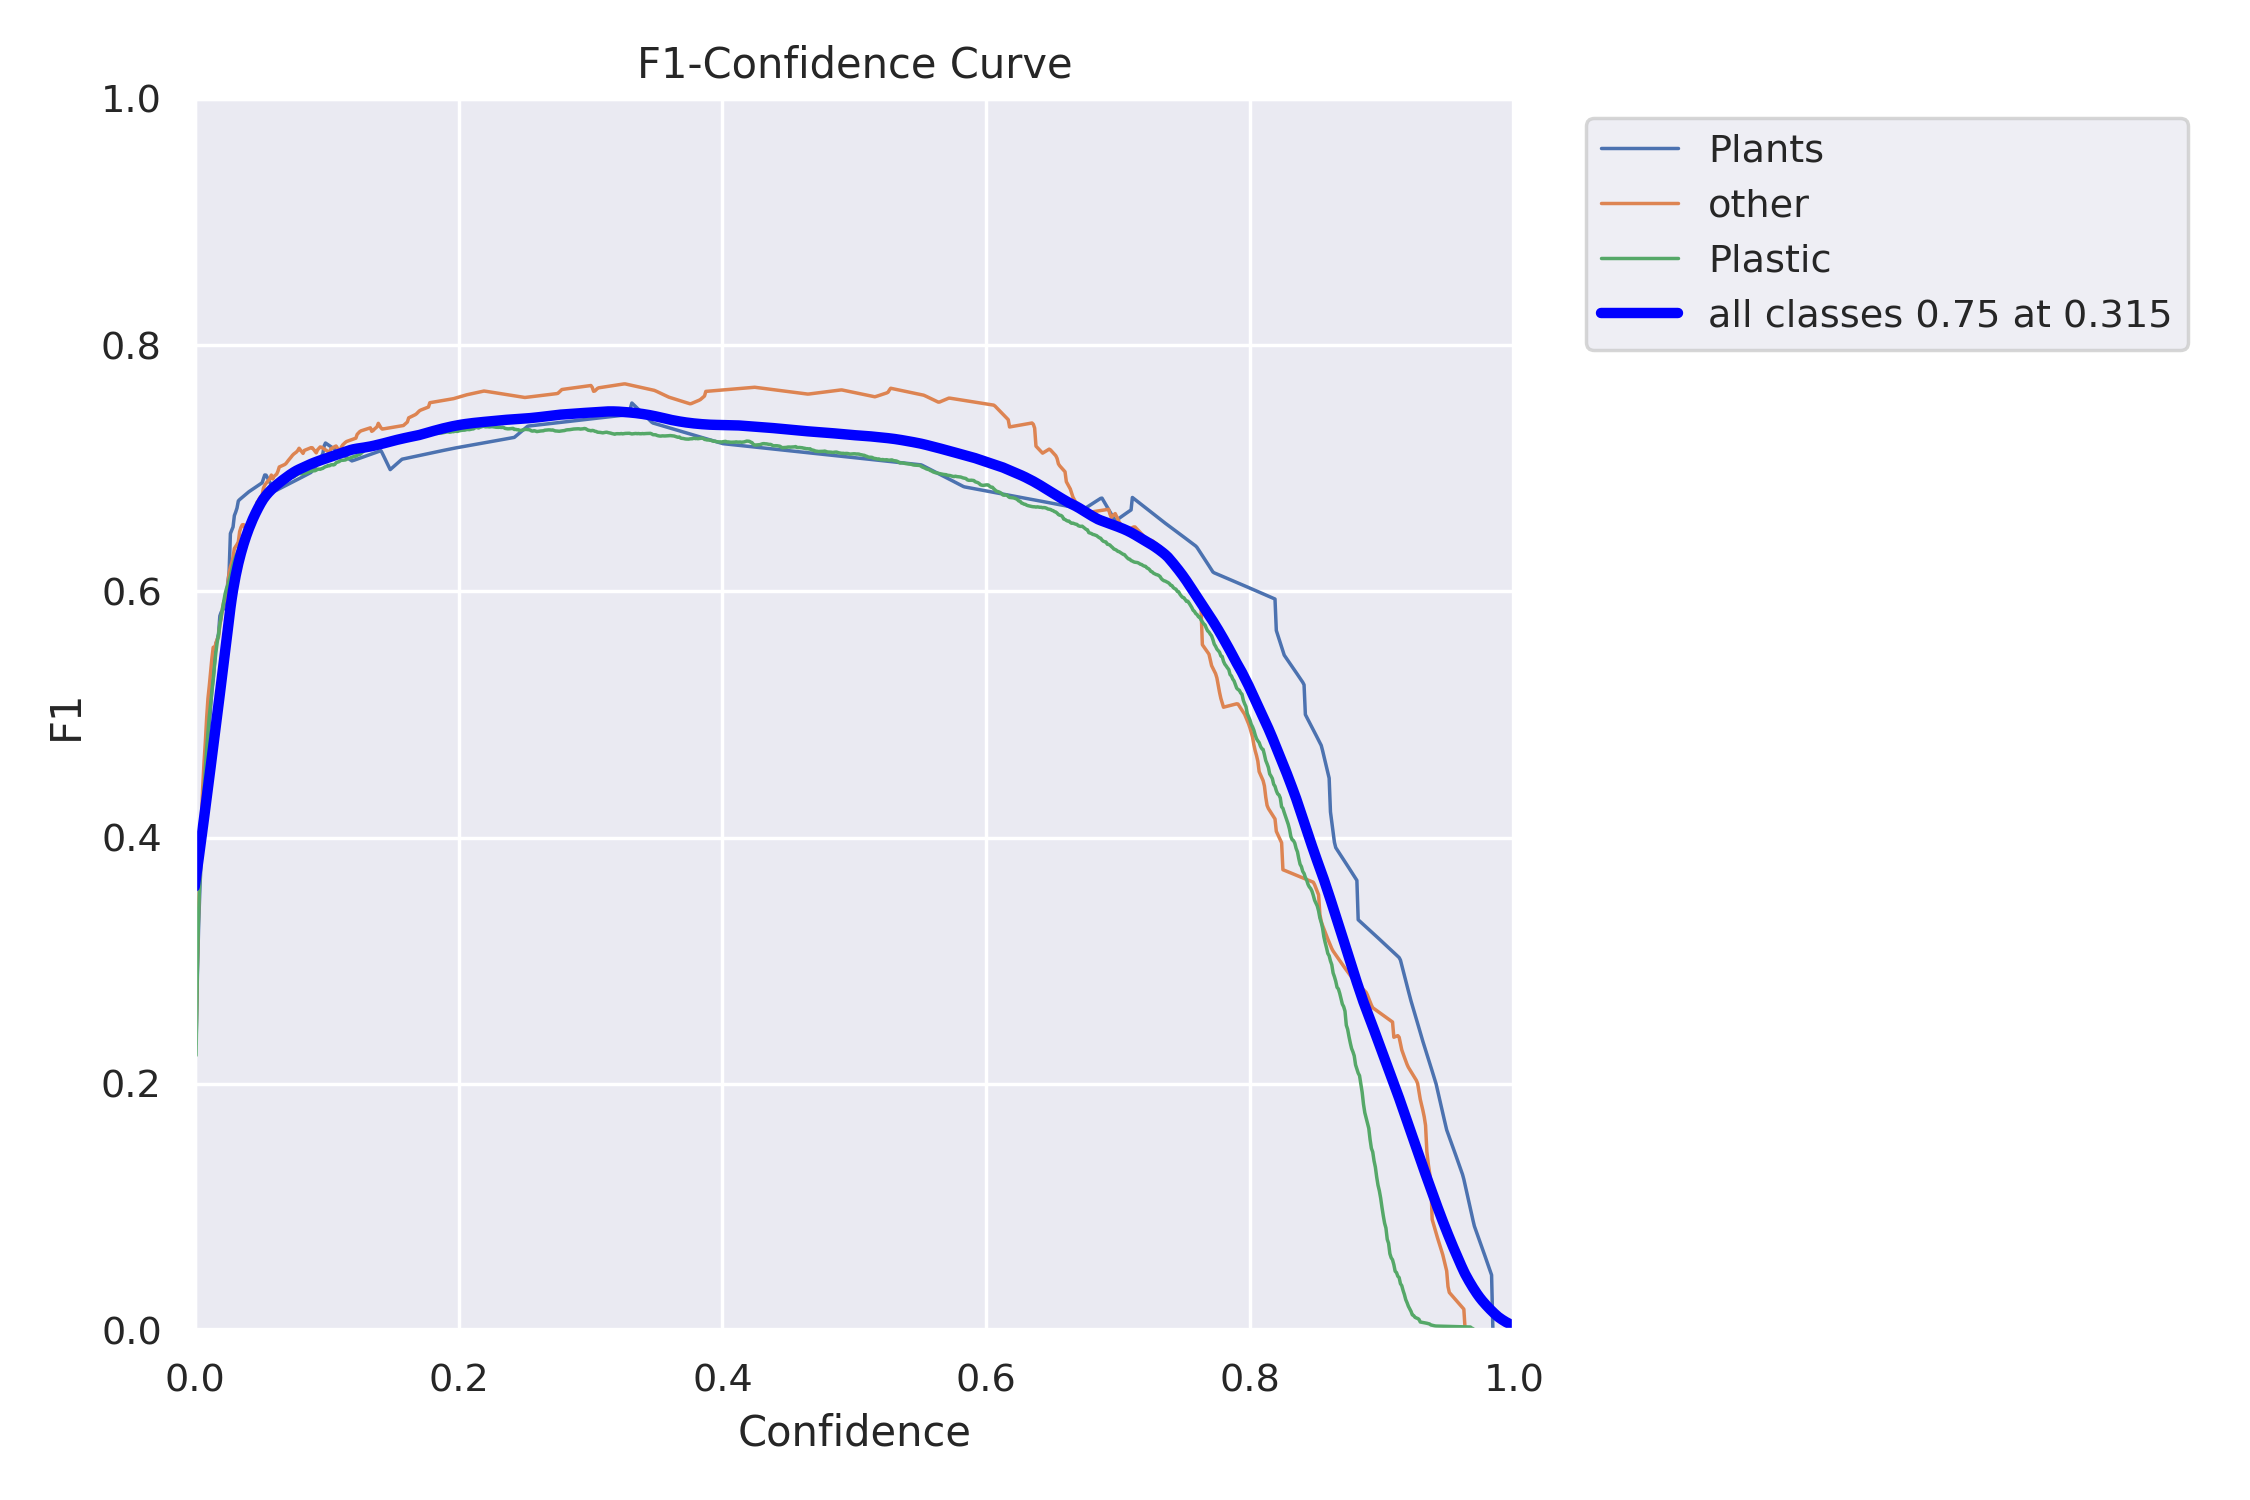 F1-Confidence Curve
1.0
0.8
0.6
0.4
0.2
0.0
F1
0.0 0.2 0.4 0.6 0.8 1.0
Confidence
Plants
other
Plastic
all classes 0.75 at 0.315